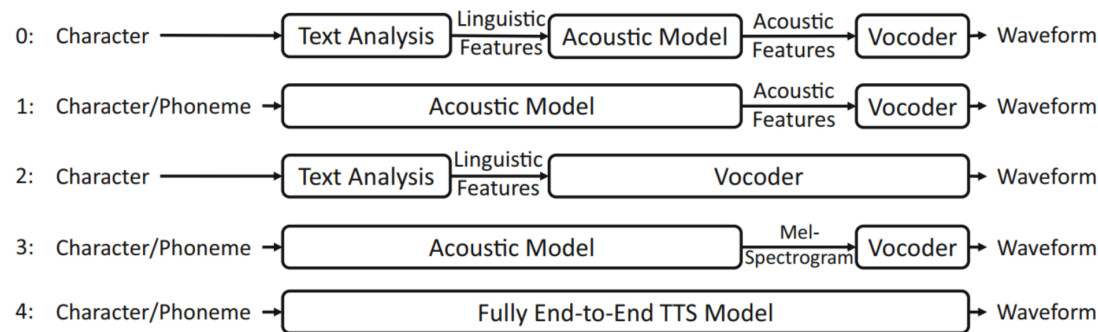 0: Character Text Analysis Linguistic Features Acoustic Model Acoustic Features Vocoder Waveform
1: Character/Phoneme Acoustic Model Acoustic Features Vocoder Waveform
2: Character Text Analysis Linguistic Features Vocoder Waveform
3: Character/Phoneme Acoustic Model Mel-Spectrogram Vocoder Waveform
4: Character/Phoneme Fully End-to-End TTS Model Waveform